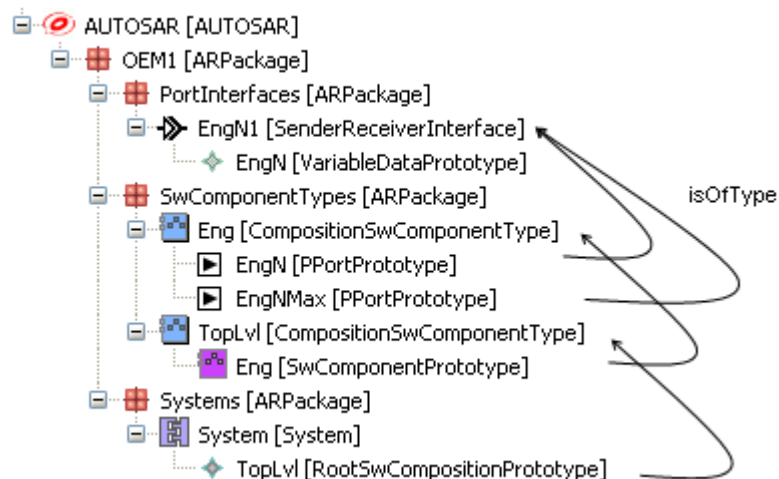 AUTOSAR [AUTOSAR]
OEM1 [ARPackage]
PortInterfaces [ARPackage]
EngN1 [SenderReceiverInterface]
EngN [VariableDataPrototype]
SwComponentTypes [ARPackage]
isOfType
Eng [CompositionSwComponentType]
EngN [PPortPrototype]
EngNMax [PPortPrototype]
TopLvl [CompositionSwComponentType]
Eng [SwComponentPrototype]
Systems [ARPackage]
System [System]
TopLvl [RootSwCompositionPrototype]